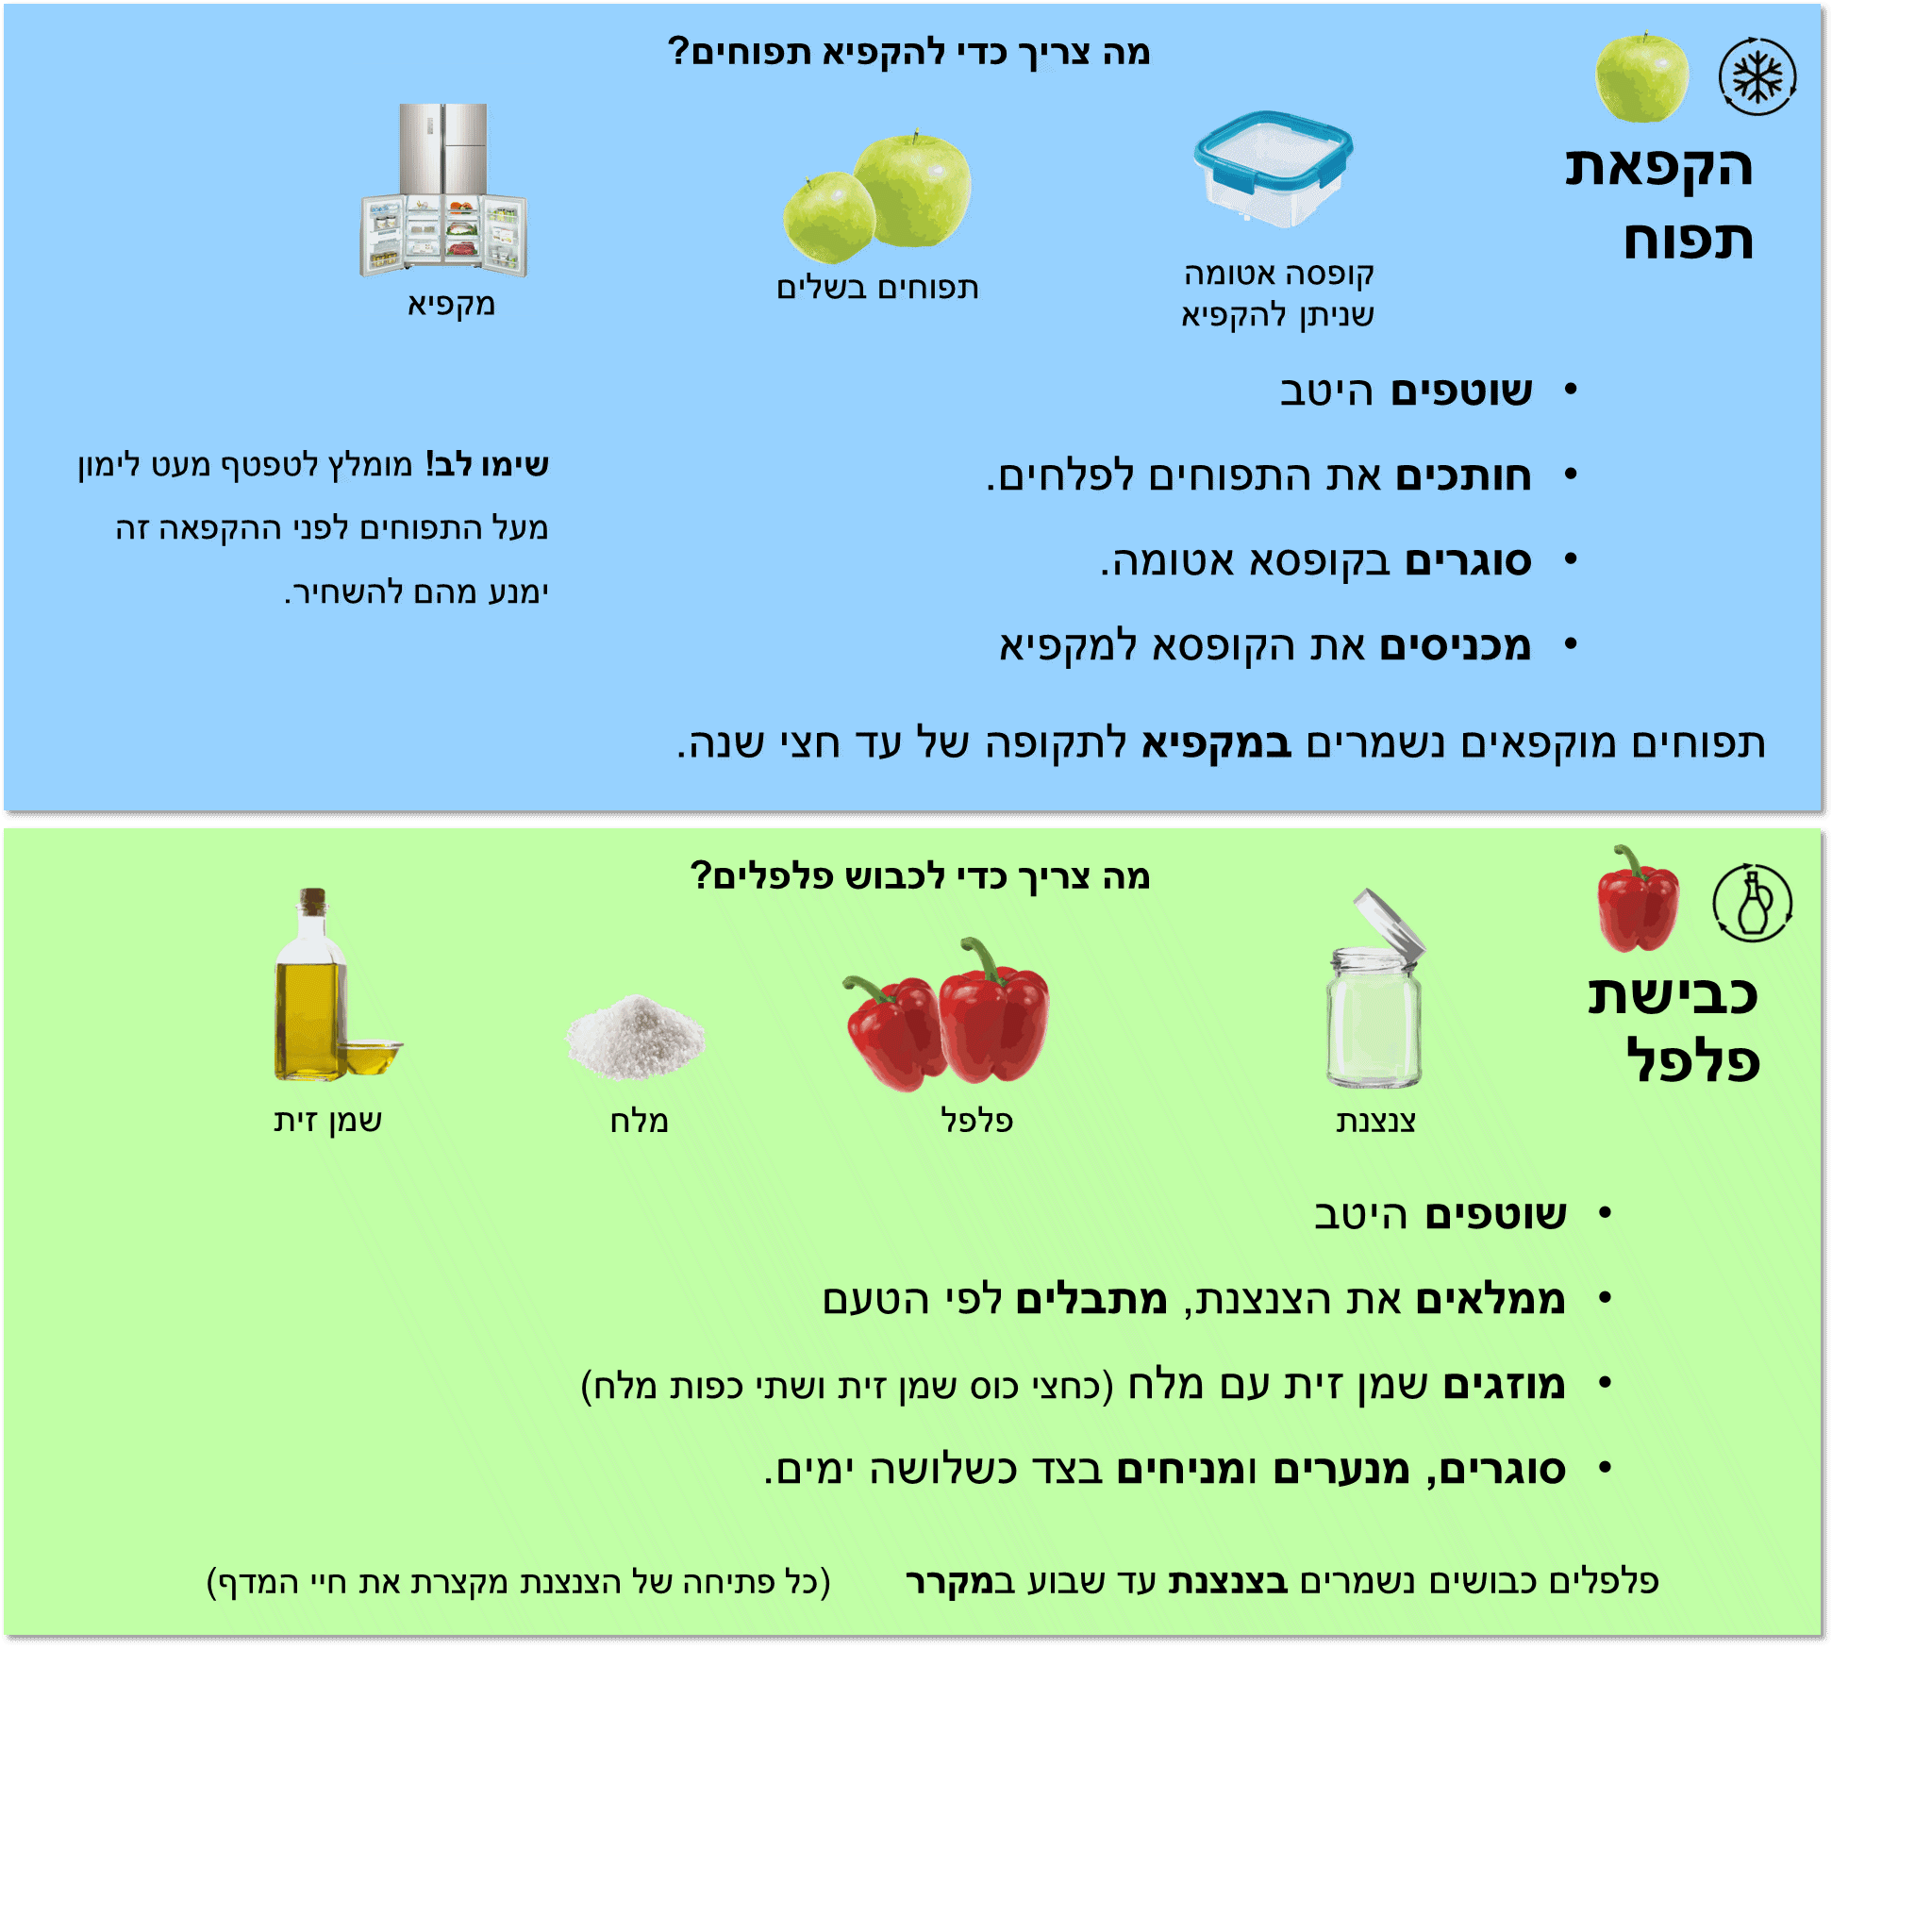 הקפאת
תפוח
מה צריך כדי להקפיא תפוחים?
קופסה אטומה
שניתן להקפיא
תפוחים בשלים
מקפיא
• שוטפים היטב
• חותכים את התפוחים לפלחים.
• סוגרים בקופסא אטומה.
• מכניסים את הקופסא למקפיא
שימו לב! מומלץ לטפטף מעט לימון
מעל התפוחים לפני ההקפאה זה
ימנע מהם להשחיר.
תפוחים מוקפאים נשמרים במקפיא לתקופה של עד חצי שנה.
כבישת
פלפל
מה צריך כדי לכבוש פלפלים?
צנצנת
פלפל
מלח
שמן זית
• שוטפים היטב
• ממלאים את הצנצנת, מתבלים לפי הטעם
• מוזגים שמן זית עם מלח (כחצי כוס שמן זית ושתי כפות מלח)
• סוגרים, מנערים ומניחים בצד כשלושה ימים.
פלפלים כבושים נשמרים בצנצנת עד שבוע במקרר (כל פתיחה של הצנצנת מקצרת את חיי המדף)